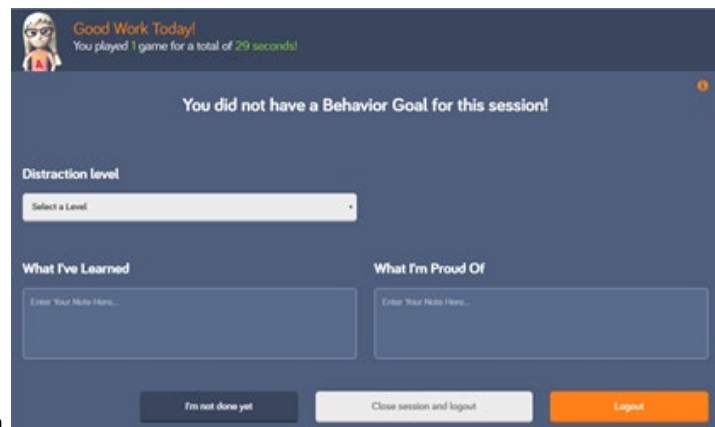 Good Work Today!
You played 1 game for a total of 29 seconds!
You did not have a Behavior Goal for this session!
Distraction level
Select a Level
What I've Learned
What I'm Proud Of
Enter Your Note Here...
Enter Your Note Here...
I'm not done yet
Close session and logout
Logout
A